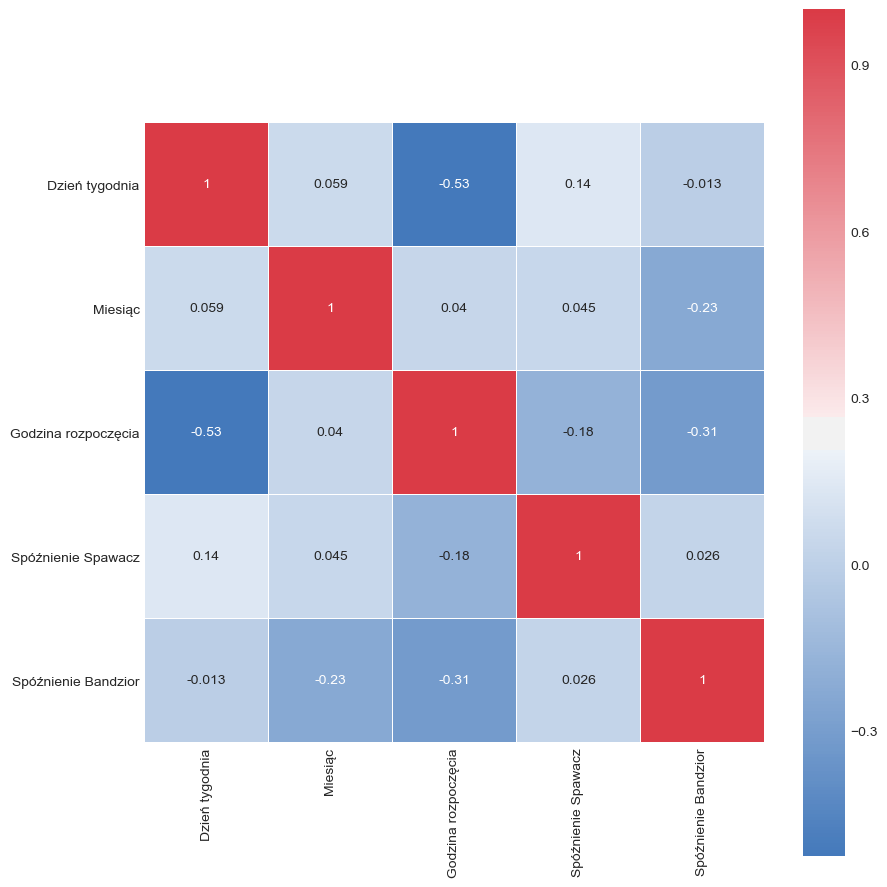 0.9
0.6
0.3
0.0
−0.3
Dzień tygodnia 1 0.059 -0.53 0.14 -0.013
Miesiąc 0.059 1 0.04 0.045 -0.23
Godzina rozpoczęcia -0.53 0.04 1 -0.18 -0.31
Spóźnienie Spawacz 0.14 0.045 -0.18 1 0.026
Spóźnienie Bandzior -0.013 -0.23 -0.31 0.026 1
Dzień tygodnia
Miesiąc
Godzina rozpoczęcia
Spóźnienie Spawacz
Spóźnienie Bandzior